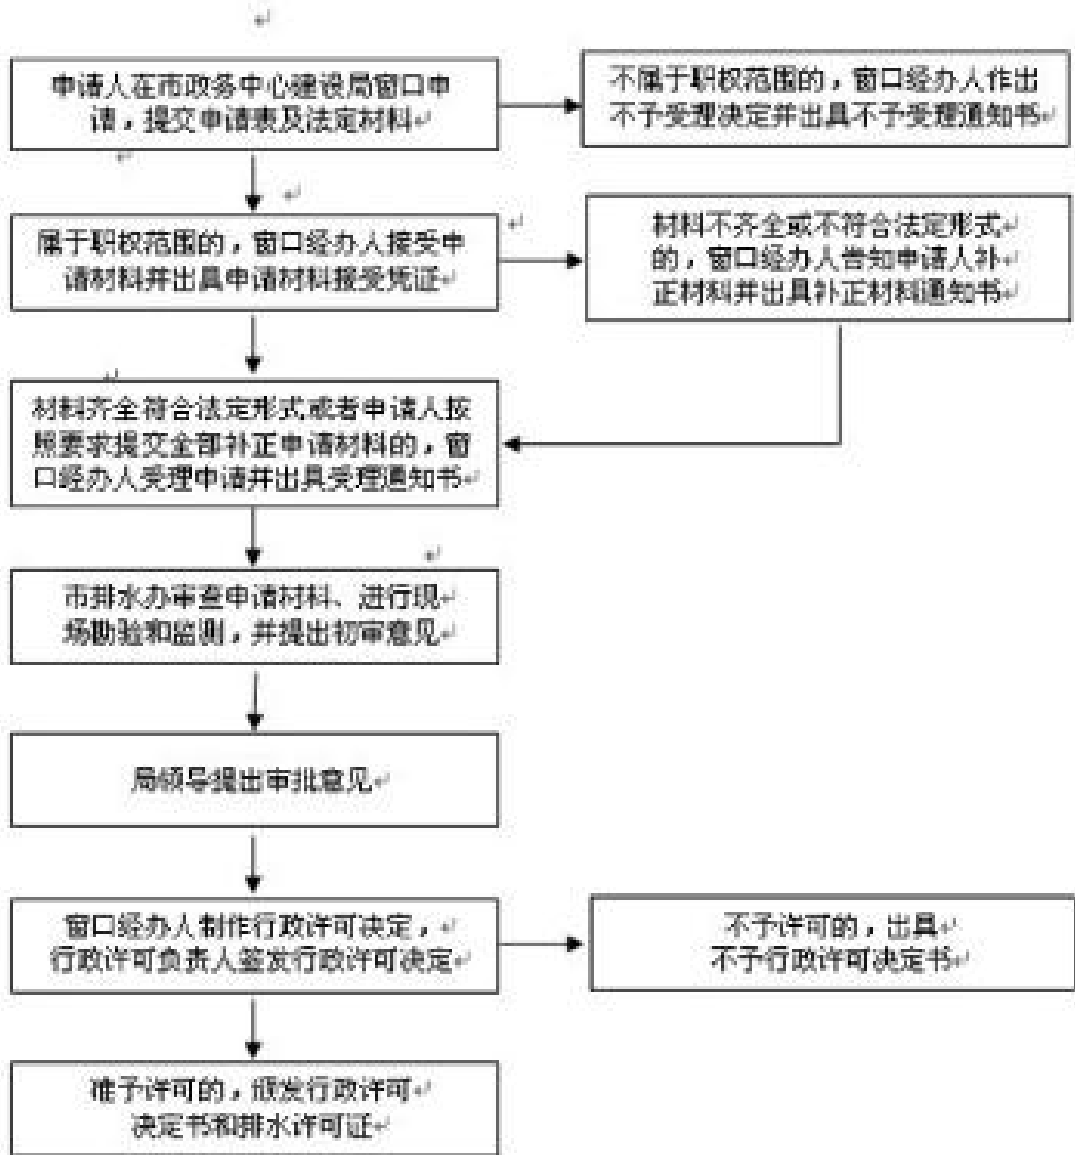 申请人在市政务中心建设局窗口申
请，提交申请表及法定材料
不属于职权范围的，窗口经办人作出
不予受理决定并出具不予受理通知书
属于职权范围的，窗口经办人接受申
请材料并出具申请材料接受凭证
材料不齐全或不符合法定形式
的，窗口经办人告知申请人补
正材料并出具补正材料通知书
材料齐全符合法定形式或者申请人按
照要求提交全部补正申请材料的，窗
口经办人受理申请并出具受理通知书
市排水办审查申请材料、进行现
场勘验和监测，并提出初审意见
局领导提出审批意见
窗口经办人制作行政许可决定，
行政许可负责人签发行政许可决定
不予许可的，出具
不予行政许可决定书
准予许可的，颁发行政许可
决定书和排水许可证